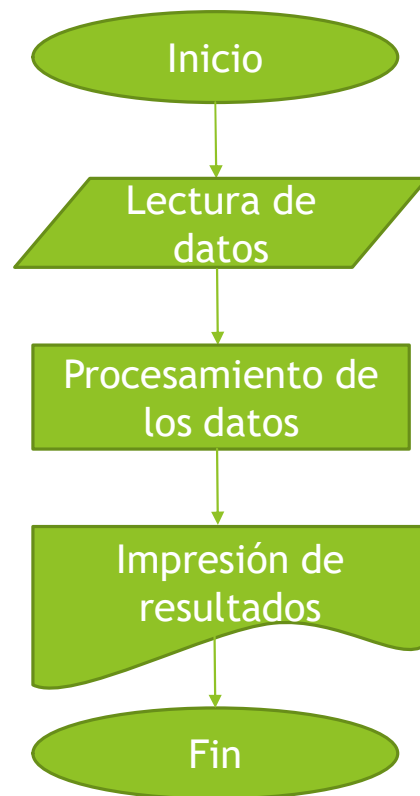 Inicio
Lectura de
datos
Procesamiento de
los datos
Impresión de
resultados
Fin